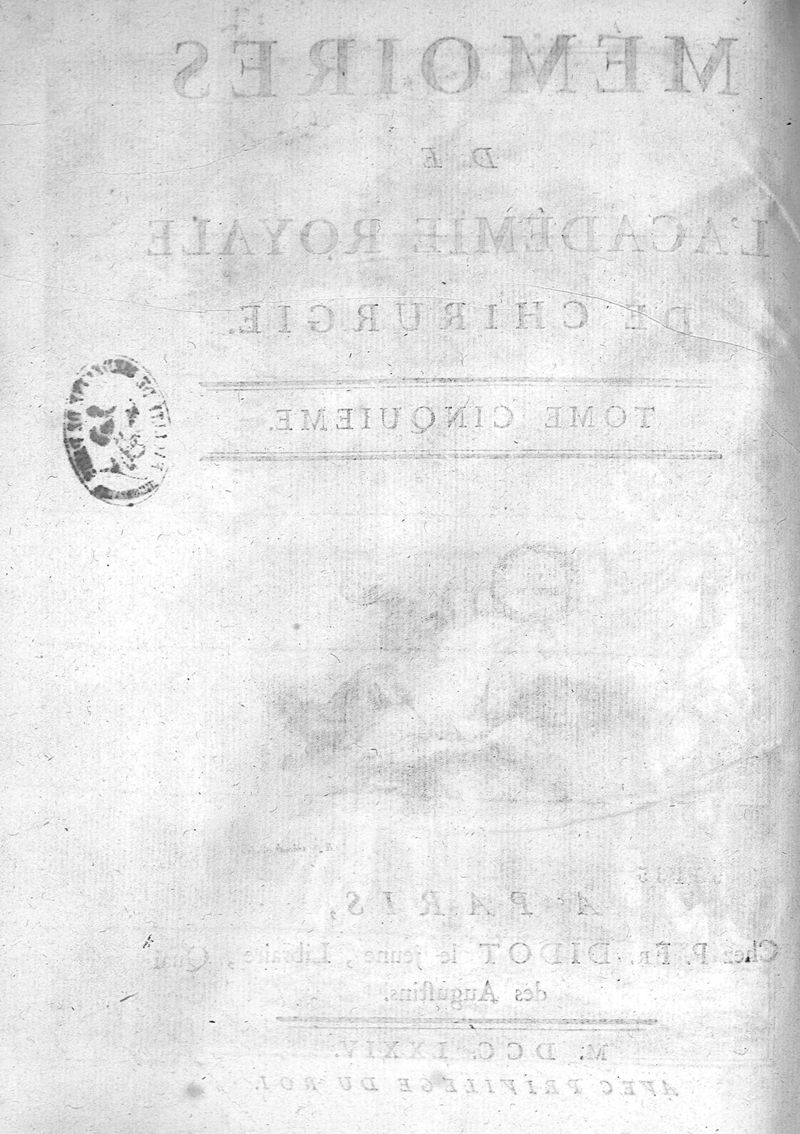 MEMOIRES
DE
L'ACADÉMIE ROYALE
DE CHIRURGIE.
TOME CINQUIEME.
A PARIS,
Chez P. FR. DIDOT le jeune, Libraire, Quai
des Auguſtins.
M. DCC. LXXIV.
AVEC PRIVILEGE DU ROI.